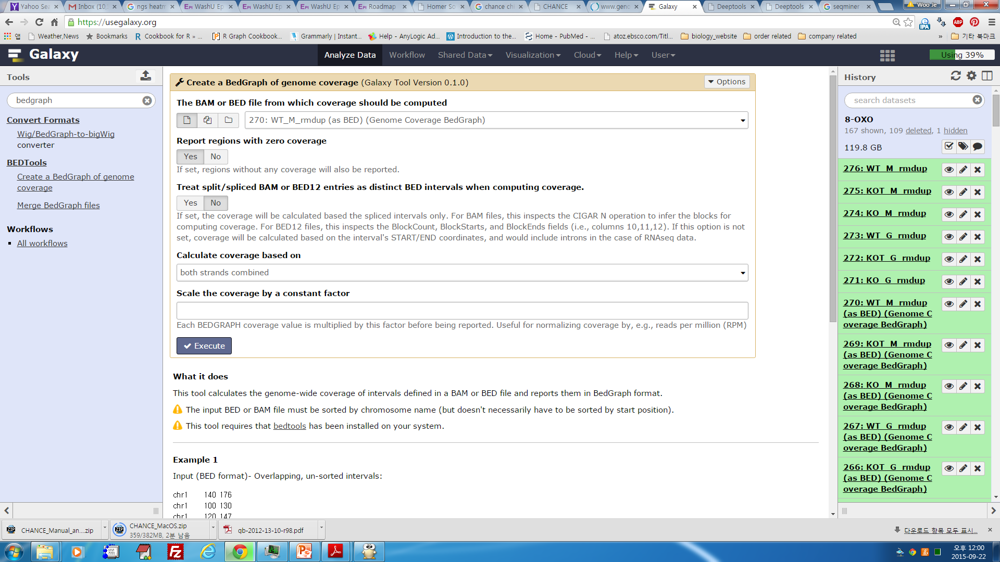 Yahoo Sea
Inbox (10,
ngs heatm
WashU Ep
WashU Ep
WashU Ep
Roadmap
Homer So
chance chi
CHANCE
www.geno
Galaxy
Deeptools
Deeptools
seqminer
Woo Je
https://usegalaxy.org
앱
Weather,News
Bookmarks
Cookbook for R » ...
R Graph Cookbook...
Grammarly | Instant...
Help - AnyLogic Ad...
Introduction to the...
Home - PubMed - ...
atoz.ebsco.com/Titl...
biology_website
order related
company related
»
기타 북마크
Galaxy
Analyze Data
Workflow
Shared Data
Visualization
Cloud
Help
User
Using 39%
Tools
bedgraph
Convert Formats
Wig/BedGraph-to-bigWig
converter
BEDTools
Create a BedGraph of genome
coverage
Merge BedGraph files
Workflows
All workflows
Create a BedGraph of genome coverage (Galaxy Tool Version 0.1.0)
Options
The BAM or BED file from which coverage should be computed
270: WT_M_rmdup (as BED) (Genome Coverage BedGraph)
Report regions with zero coverage
Yes No
If set, regions without any coverage will also be reported.
Treat split/spliced BAM or BED12 entries as distinct BED intervals when computing coverage.
Yes No
If set, the coverage will be calculated based the spliced intervals only. For BAM files, this inspects the CIGAR N operation to infer the blocks for
computing coverage. For BED12 files, this inspects the BlockCount, BlockStarts, and BlockEnds fields (i.e., columns 10,11,12). If this option is not
set, coverage will be calculated based on the interval's START/END coordinates, and would include introns in the case of RNAseq data.
Calculate coverage based on
both strands combined
Scale the coverage by a constant factor
Each BEDGRAPH coverage value is multiplied by this factor before being reported. Useful for normalizing coverage by, e.g., reads per million (RPM)
Execute
What it does
This tool calculates the genome-wide coverage of intervals defined in a BAM or BED file and reports them in BedGraph format.
The input BED or BAM file must be sorted by chromosome name (but doesn't necessarily have to be sorted by start position).
This tool requires that bedtools has been installed on your system.
Example 1
Input (BED format)- Overlapping, un-sorted intervals:
chr1 140 176
chr1 100 130
chr1 120 147
History
search datasets
8-OXO
167 shown, 109 deleted, 1 hidden
119.8 GB
276: WT_M_rmdup
275: KOT_M_rmdup
274: KO_M_rmdup
273: WT_G_rmdup
272: KOT_G_rmdup
271: KO_G_rmdup
270: WT_M_rmdup
(as BED) (Genome C
overage BedGraph)
269: KOT_M_rmdup
(as BED) (Genome C
overage BedGraph)
268: KO_M_rmdup
(as BED) (Genome C
overage BedGraph)
267: WT_G_rmdup
(as BED) (Genome C
overage BedGraph)
266: KOT_G_rmdup
(as BED) (Genome C
overage BedGraph)
CHANCE_Manual_an....zip
CHANCE_MacOS.zip
359/382MB, 2분 남음
gb-2012-13-10-r98.pdf
다운로드 항목 모두 표시...
오후 12:00
2015-09-22